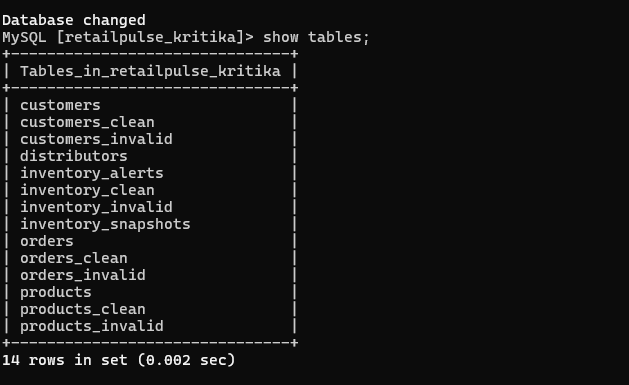 Database changed
MySQL [retailpulse_kritika]> show tables;
+------------------------------+
| Tables_in_retailpulse_kritika |
+------------------------------+
| customers                     |
| customers_clean               |
| customers_invalid             |
| distributors                  |
| inventory_alerts              |
| inventory_clean               |
| inventory_invalid             |
| inventory_snapshots           |
| orders                        |
| orders_clean                  |
| orders_invalid                |
| products                      |
| products_clean                |
| products_invalid              |
+------------------------------+
14 rows in set (0.002 sec)